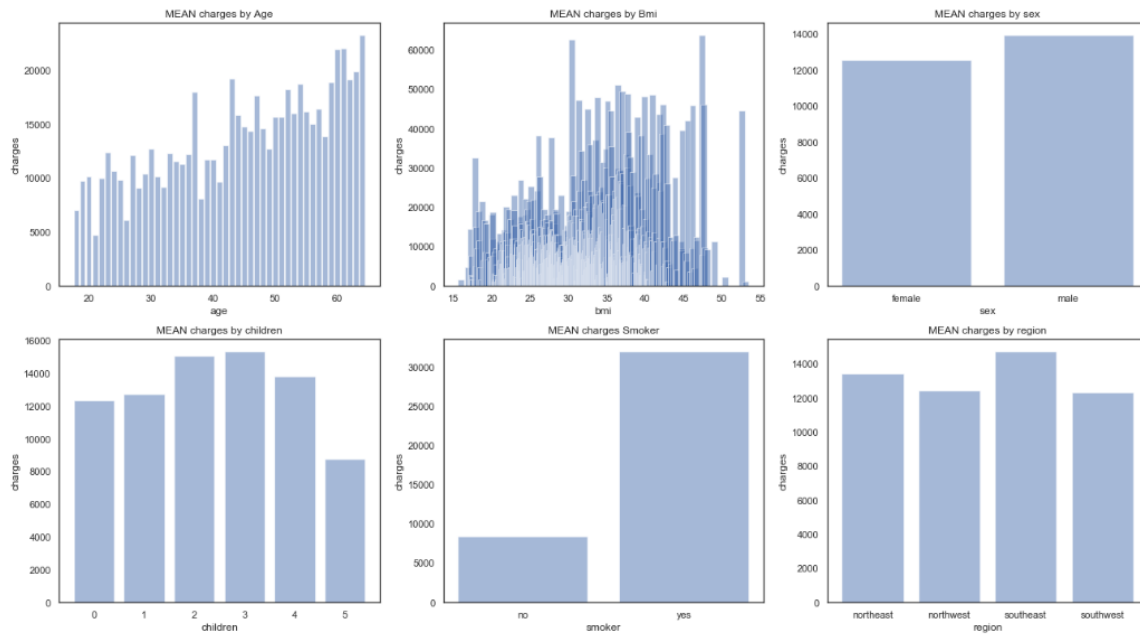 MEAN charges by Age
charges
20000
15000
10000
5000
0
20 30 40 50 60
age
MEAN charges by Bmi
charges
60000
50000
40000
30000
20000
10000
0
15 20 25 30 35 40 45 50 55
bmi
MEAN charges by sex
charges
14000
12000
10000
8000
6000
4000
2000
0
female male
sex
MEAN charges by children
charges
16000
14000
12000
10000
8000
6000
4000
2000
0
0 1 2 3 4 5
children
MEAN charges Smoker
charges
30000
25000
20000
15000
10000
5000
0
no yes
smoker
MEAN charges by region
charges
14000
12000
10000
8000
6000
4000
2000
0
northeast northwest southeast southwest
region